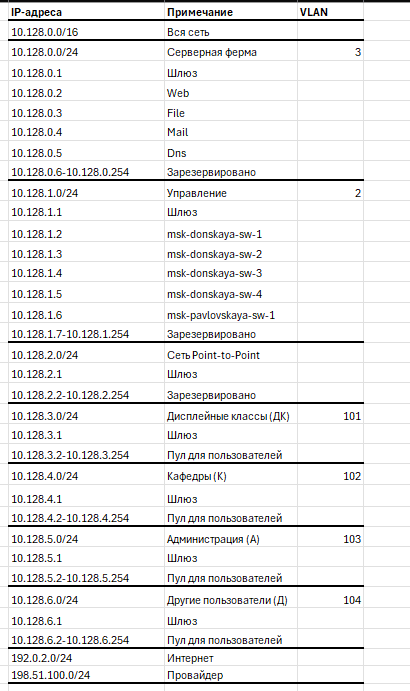 IP-адреса Примечание VLAN
10.128.0.0/16 Вся сеть
10.128.0.0/24 Серверная ферма 3
10.128.0.1 Шлюз
10.128.0.2 Web
10.128.0.3 File
10.128.0.4 Mail
10.128.0.5 Dns
10.128.0.6-10.128.0.254 Зарезервировано
10.128.1.0/24 Управление 2
10.128.1.1 Шлюз
10.128.1.2 msk-donskaya-sw-1
10.128.1.3 msk-donskaya-sw-2
10.128.1.4 msk-donskaya-sw-3
10.128.1.5 msk-donskaya-sw-4
10.128.1.6 msk-pavlovskaya-sw-1
10.128.1.7-10.128.1.254 Зарезервировано
10.128.2.0/24 Сеть Point-to-Point
10.128.2.1 Шлюз
10.128.2.2-10.128.2.254 Зарезервировано
10.128.3.0/24 Дисплейные классы (ДК) 101
10.128.3.1 Шлюз
10.128.3.2-10.128.3.254 Пул для пользователей
10.128.4.0/24 Кафедры (К) 102
10.128.4.1 Шлюз
10.128.4.2-10.128.4.254 Пул для пользователей
10.128.5.0/24 Администрация (А) 103
10.128.5.1 Шлюз
10.128.5.2-10.128.5.254 Пул для пользователей
10.128.6.0/24 Другие пользователи (Д) 104
10.128.6.1 Шлюз
10.128.6.2-10.128.6.254 Пул для пользователей
192.0.2.0/24 Интернет
198.51.100.0/24 Провайдер